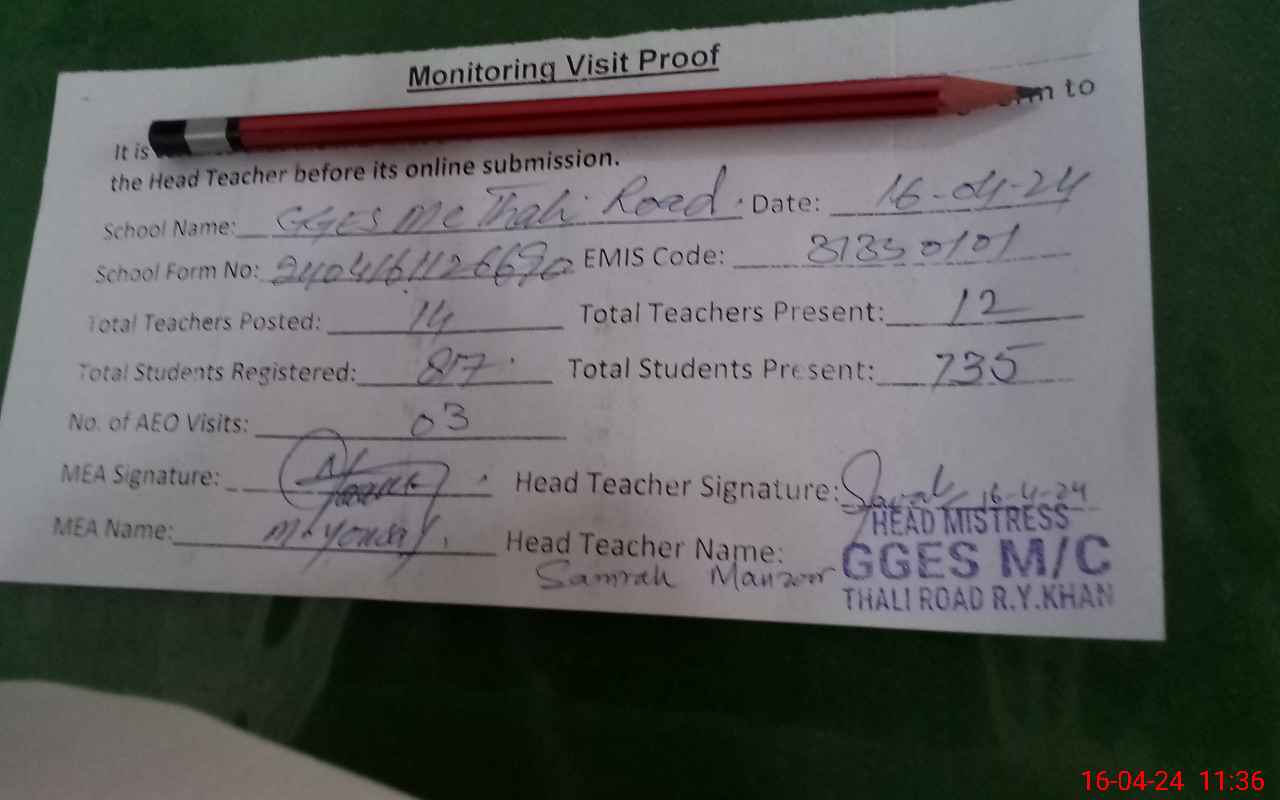 Monitoring Visit Proof
It is to
the Head Teacher before its online submission.
School Name: GGES MC Thali Road Date: 16-04-24
School Form No: EMIS Code: 31330101
Total Teachers Posted: 14 Total Teachers Present: 12
Total Students Registered: 817 Total Students Present: 735
No. of AEO Visits: 03
MEA Signature: Head Teacher Signature: 16-4-24
MEA Name: Head Teacher Name:
Samrah Manzoor
HEAD MISTRESS
GGES M/C
THALI ROAD R.Y.KHAN
16-04-24 11:36